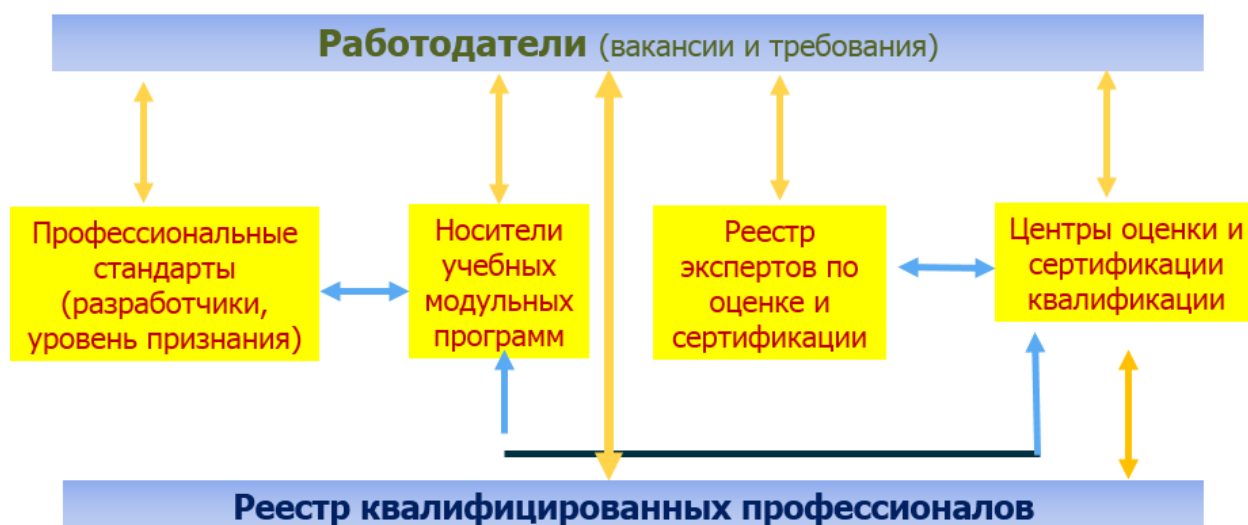 Работодатели (вакансии и требования)
Профессиональные
стандарты
(разработчики,
уровень признания)
Носители
учебных
модульных
программ
Реестр
экспертов по
оценке и
сертификации
Центры оценки и
сертификации
квалификации
Реестр квалифицированных профессионалов